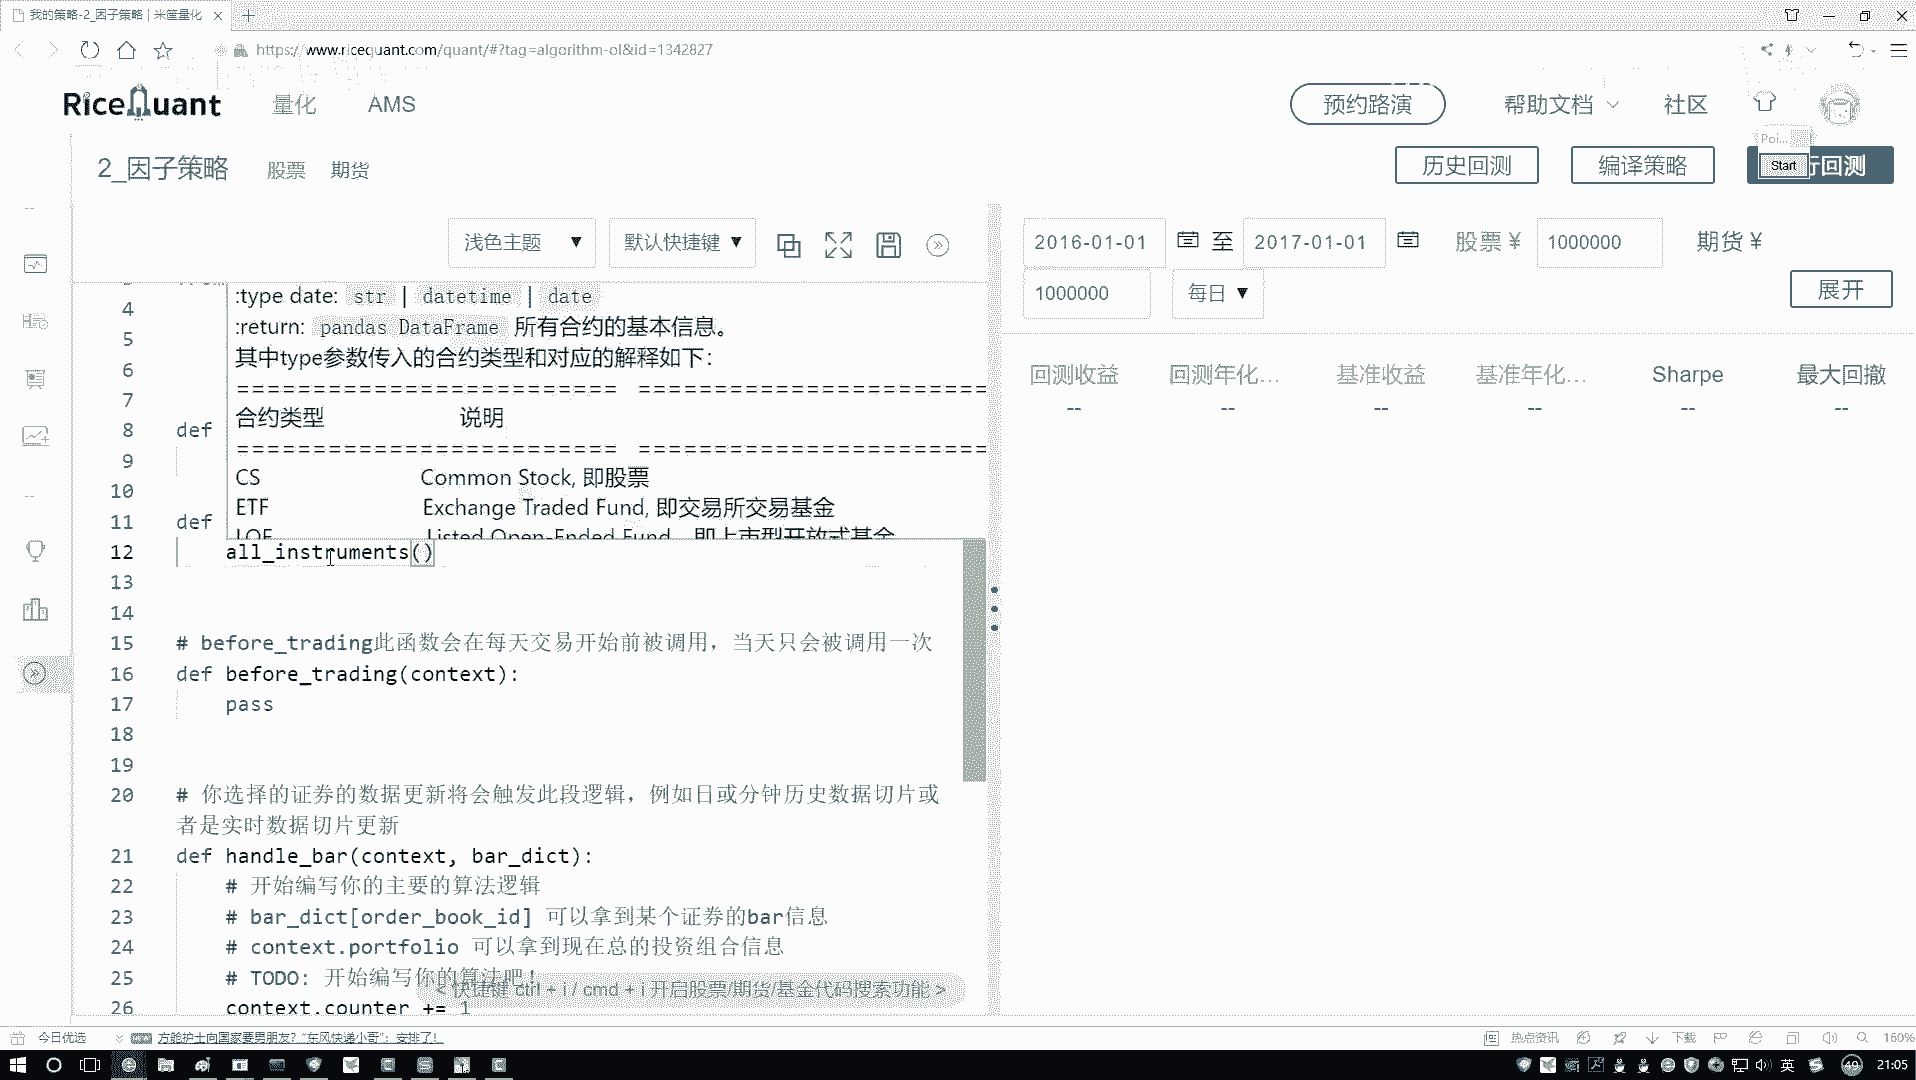 我的策略-2_因子策略 | 米筐量化
https://www.ricequant.com/quant/#?tag=algorithm-ol&id=1342827
RiceQuant 量化 AMS 预约路演 帮助文档 社区
Poi...
2_因子策略 股票 期货 历史回测 编译策略 Start 行回测
浅色主题 ▼ 默认快捷键 ▼
2016-01-01 至 2017-01-01 股票 ¥ 1000000 期货 ¥
1000000 每日 ▼ 展开
回测收益 回测年化... 基准收益 基准年化... Sharpe 最大回撤
-- -- -- -- -- --
4 :type date: str | datetime | date
5 :return: pandas DataFrame 所有合约的基本信息。
6 其中type参数传入的合约类型和对应的解释如下：
7 ======================= =====================
8 def 合约类型 说明
9 ======================= =====================
10 CS Common Stock, 即股票
11 def ETF Exchange Traded Fund, 即交易所交易基金
LOF Listed Open-Ended Fund，即上市型开放式基金
12 all_instruments()
13
14
15 # before_trading此函数会在每天交易开始前被调用，当天只会被调用一次
16 def before_trading(context):
17 pass
18
19
20 # 你选择的证券的数据更新将会触发此段逻辑，例如日或分钟历史数据切片或
者是实时数据切片更新
21 def handle_bar(context, bar_dict):
22 # 开始编写你的主要的算法逻辑
23 # bar_dict[order_book_id] 可以拿到某个证券的bar信息
24 # context.portfolio 可以拿到现在总的投资组合信息
25 # TODO: 开始编写你的算法吧！
< 快捷键 ctrl + i / cmd + i 开启股票/期货/基金代码搜索功能 >
26 context.counter += 1
今日优选 方舱护士向国家要男朋友?"东风快递小哥"：安排了! 热点资讯 下载 160%
英 49 21:05